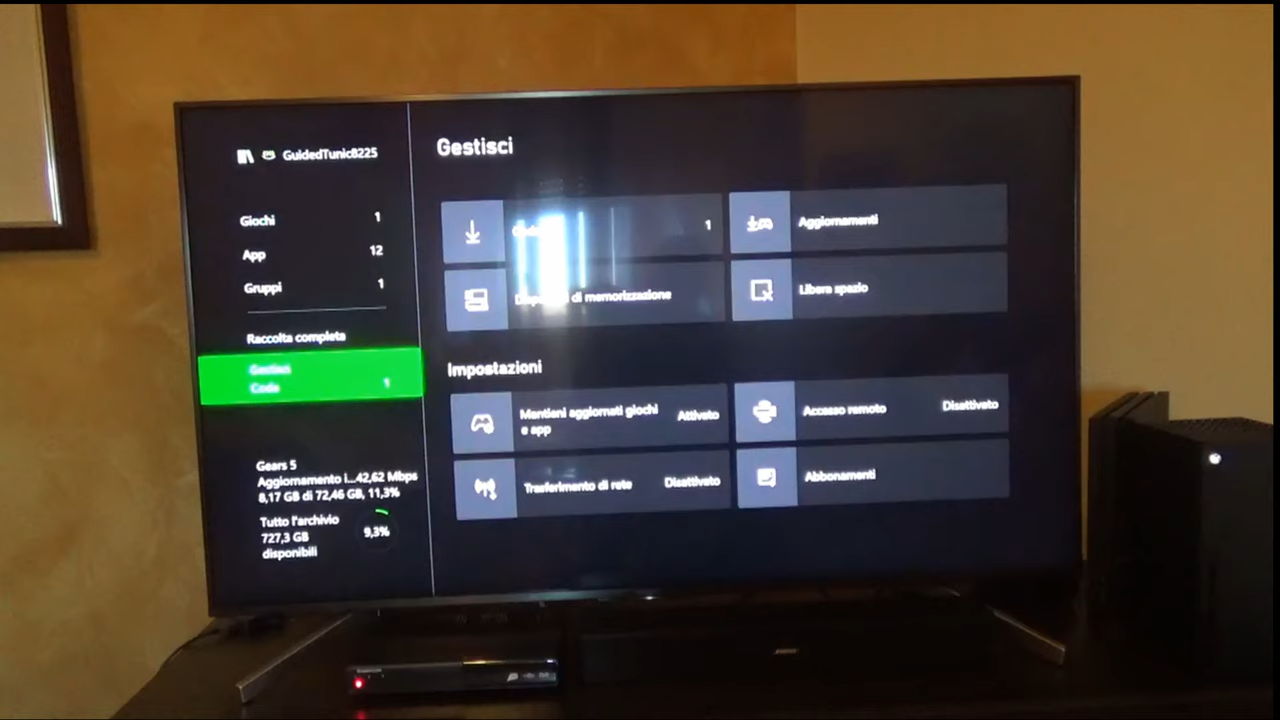 GuidedTunic8225
Giochi 1
App 12
Gruppi 1
Raccolta completa
Gestisci
Coda 1
Gears 5
Aggiornamento i...42,62 Mbps
8,17 GB di 72,46 GB, 11,3%
Tutto l'archivio
727,3 GB
disponibili
9,3%
Gestisci
1
Aggiornamenti
di memorizzazione
Libera spazio
Impostazioni
Mantieni aggiornati giochi
e app
Attivato
Accesso remoto Disattivato
Trasferimento di rete Disattivato
Abbonamenti
BOSE